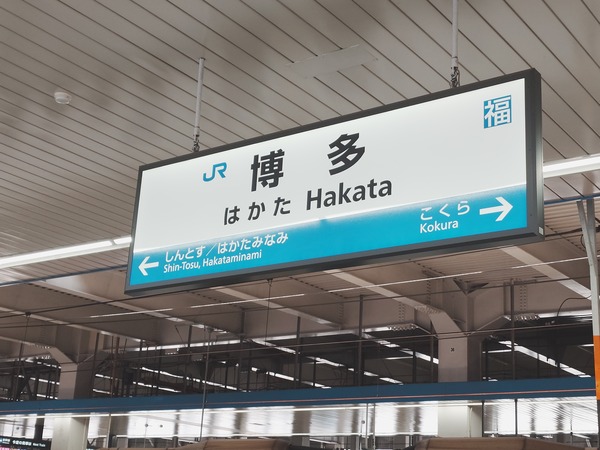 JR
博多
福
はかた Hakata
しんとす／はかたみなみ
Shin-Tosu, Hakataminami
こくら
Kokura